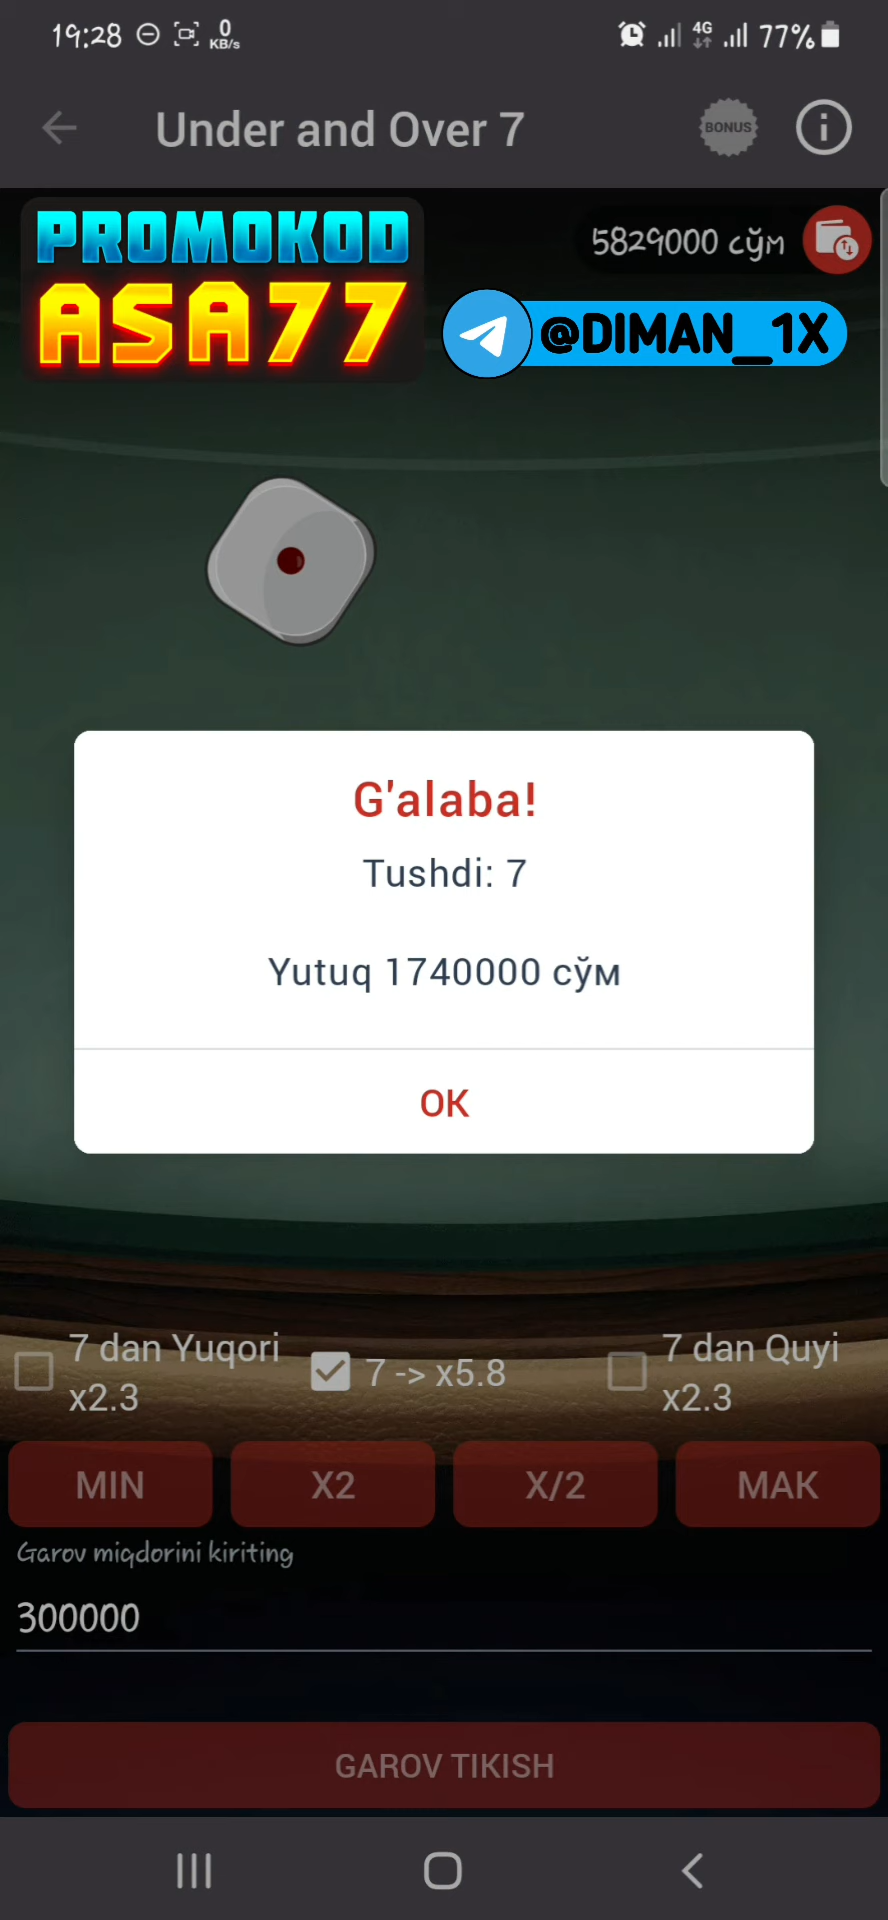 19:28 0 KB/s 4G 77%
Under and Over 7 BONUS
PROMOKOD
ASA77
5829000 сўм
@DIMAN_1X
G'alaba!
Tushdi: 7
Yutuq 1740000 сўм
OK
7 dan Yuqori
x2.3
7 -> x5.8
7 dan Quyi
x2.3
MIN X2 X/2 MAK
Garov miqdorini kiriting
300000
GAROV TIKISH